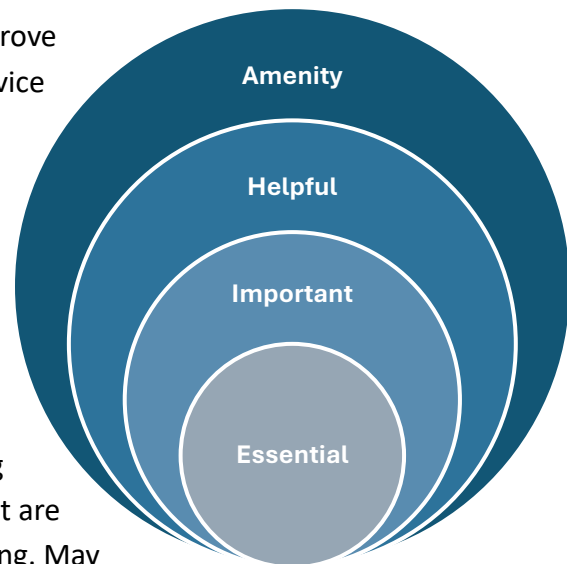 rove
vice
Amenity
Helpful
Important
Essential
g
t are
ng. May